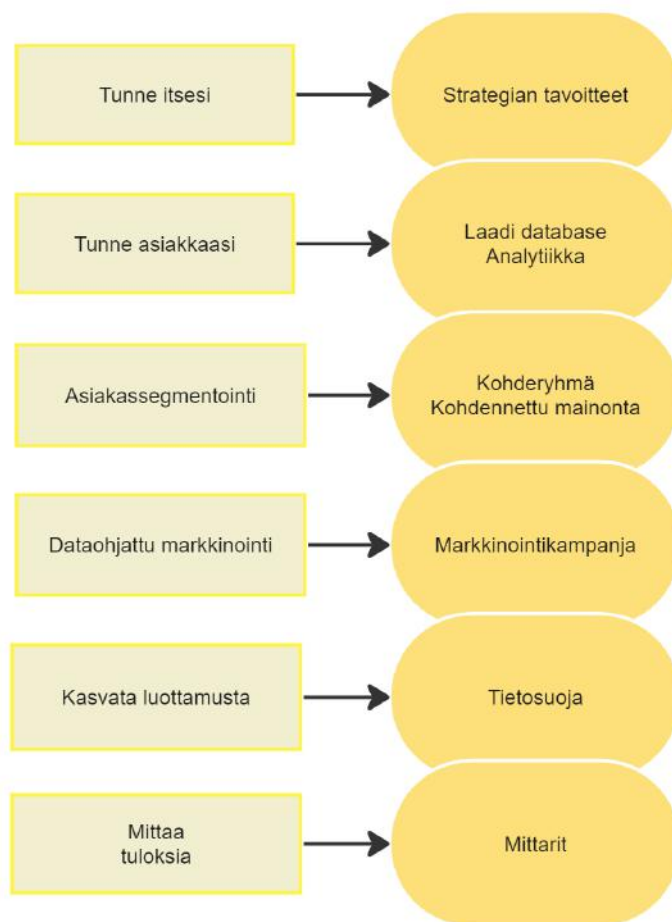 Tunne itsesi
Strategian tavoitteet
Tunne asiakkaasi
Laadi database
Analytiikka
Asiakassegmentointi
Kohderyhmä
Kohdennettu mainonta
Dataohjattu markkinointi
Markkinointikampanja
Kasvata luottamusta
Tietosuoja
Mittaa
tuloksia
Mittarit